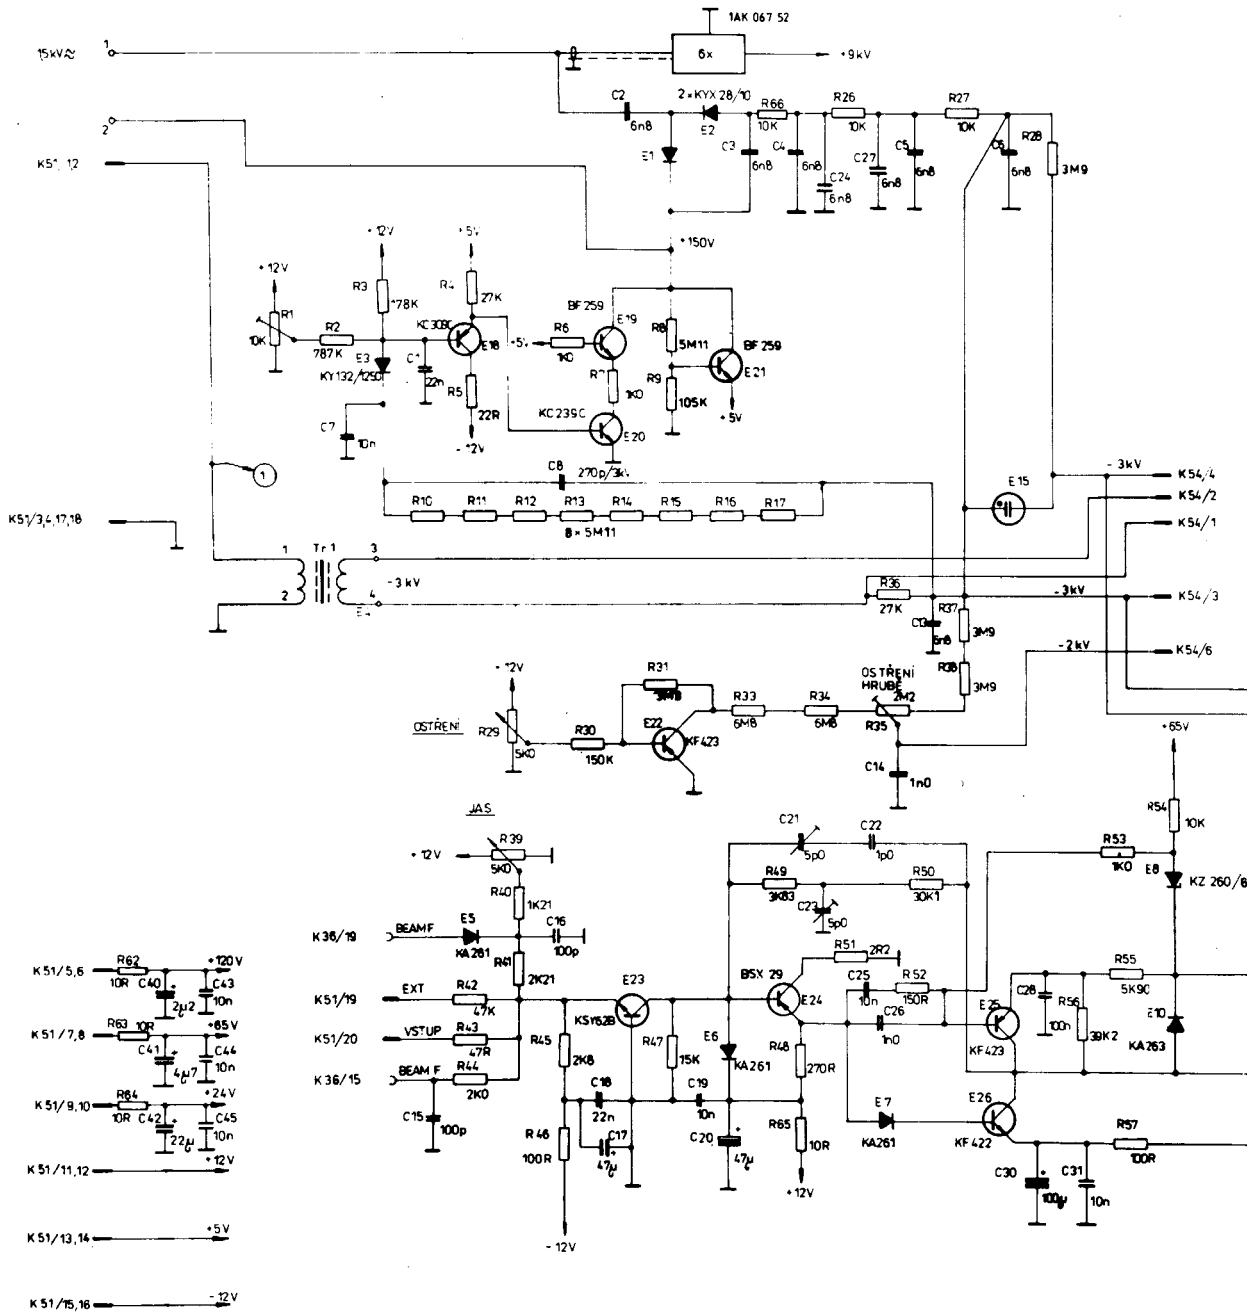 1AK 067 52
1,5kV≈
1
6x
+9kV
2
K51, 1,2
C2
6n8
2×KYX 28/10
E2
E1
R66
10K
R26
10K
R27
10K
R28
3M9
C3
6n8
C4
6n8
C24
6n8
C27
6n8
C5
6n8
C6
6n8
+150V
+12V
R1
10K
R2
787K
+12V
R3
E3
KY132/1250
C7
10n
C1
22n
+5V
R4
27K
KC309C
E18
R5
22R
-12V
BF259
E19
R6
1K0
+5V
1K0
KC239C
E20
R8
5M11
R9
105K
BF259
E21
+5V
1
C8
270p/3kV
R10
R11
R12
R13
R14
R15
R16
R17
8×5M11
E15
-3kV
K54/4
K54/2
K54/1
K51/3,4,17,18
1
Tr 1
3
2
-3kV
4
R36
27K
C13
6n8
R37
3M9
-3kV
K54/3
R38
3M9
-2kV
K54/6
OSTŘENÍ
-12V
R29
5K0
R30
150K
R31
E22
KF423
R33
6M8
R34
6M8
OSTŘENÍ
HRUBĚ
2M2
R35
C14
1n0
+65V
R54
10K
JAS
+12V
R39
5K0
R40
1K21
C21
5p0
C22
1p0
R53
1K0
E8
KZ 260/6
R49
3K83
C23
5p0
R50
30K1
K36/19
BEAM F
E5
KA261
C16
100p
R41
2K21
R51
2R2
K51/5,6
R62
10R
+120V
C40
2µ2
C43
10n
K51/19
EXT
R42
47K
K51/20
VSTUP
R43
47R
K36/15
BEAM F
R44
2K0
C15
100p
E23
KSY62B
R45
2K8
R47
15K
E6
KA261
BSX 29
E24
C25
10n
R52
150R
C26
1n0
E25
KF423
C28
100n
R56
39K2
R55
5K90
E10
KA263
K51/7,8
R63
10R
+65V
C41
4µ7
C44
10n
R48
270R
C18
22n
C19
10n
E7
KA261
E26
KF422
R57
100R
K51/9,10
R64
10R
+24V
C42
22µ
C45
10n
R46
100R
C17
47µ
C20
47µ
R65
10R
+12V
C30
100µ
C31
10n
K51/11,12
+12V
-12V
K51/13,14
+5V
K51/15,16
-12V